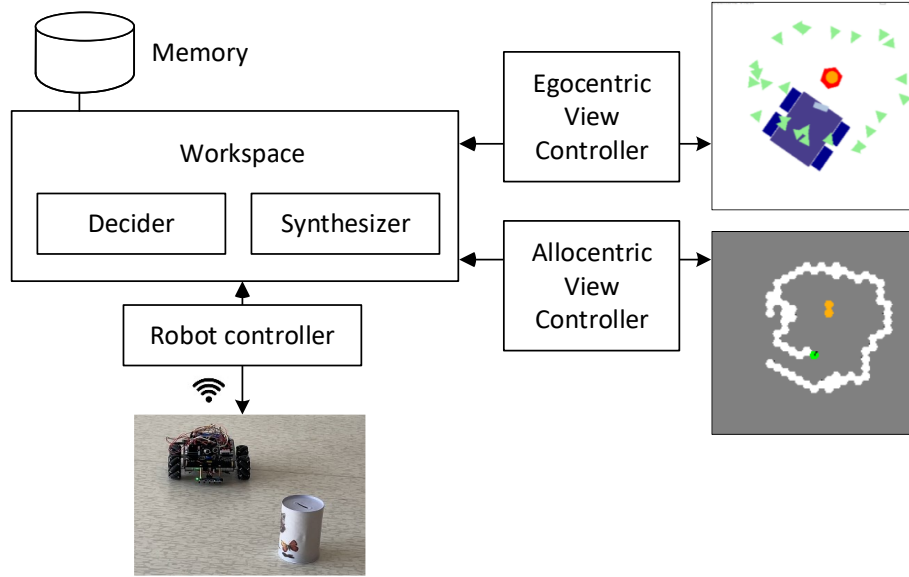 Memory
Workspace
Decider
Synthesizer
Robot controller
Egocentric
View
Controller
Allocentric
View
Controller